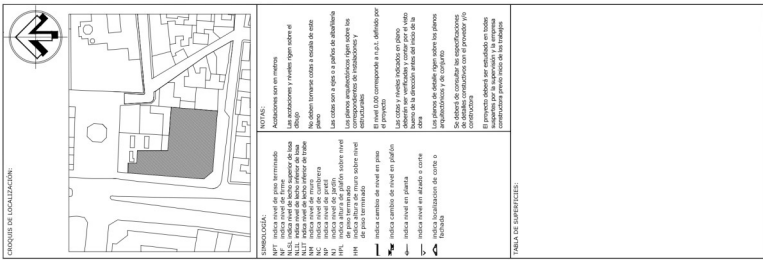 CROQUIS DE LOCALIZACIÓN:
N
SIMBOLOGÍA:
NPT indica nivel de piso terminado
NF indica nivel de firme
NLSL indica nivel de lecho superior de losa
NLIL indica nivel de lecho inferior de losa
NLIT indica nivel de lecho inferior de trabe
NM indica nivel de muro
NC indica nivel de cumbrera
NP indica nivel de pretil
NJ indica nivel de jardín
HPL indica altura de plafón sobre nivel
de piso terminado
HM indica altura de muro sobre nivel
de piso terminado
indica cambio de nivel en piso
indica cambio de nivel en plafón
indica nivel en planta
indica nivel en alzado o corte
indica localizacion de corte o
fachada
NOTAS:
Acotaciones son en metros
Las acotaciones y niveles rigen sobre el
dibujo
No deben tomarse cotas a escala de este
plano
Las cotas son a ejes o a paños de albañilería
Los planos arquitectónicos rigen sobre los
correspondientes de instalaciones y
estructurales
El nivel 0.00 corresponde a n.p.t. definido por
el proyecto
Las cotas y niveles indicados en plano
deberán ser verificadas y contar por el visto
bueno de la dirección antes del inicio de la
obra
Los planos de detalle rigen sobre los planos
arquitectónicos y de conjunto
Se deberá de consultar las especificaciones
de detalles constuctivos con el proveedor y/o
constructora
El proyecto deberá ser estudiado en todas
suspartes por la supervisión y la empresa
constructora previo inicio de los trabajos
TABLA DE SUPERFICIES: